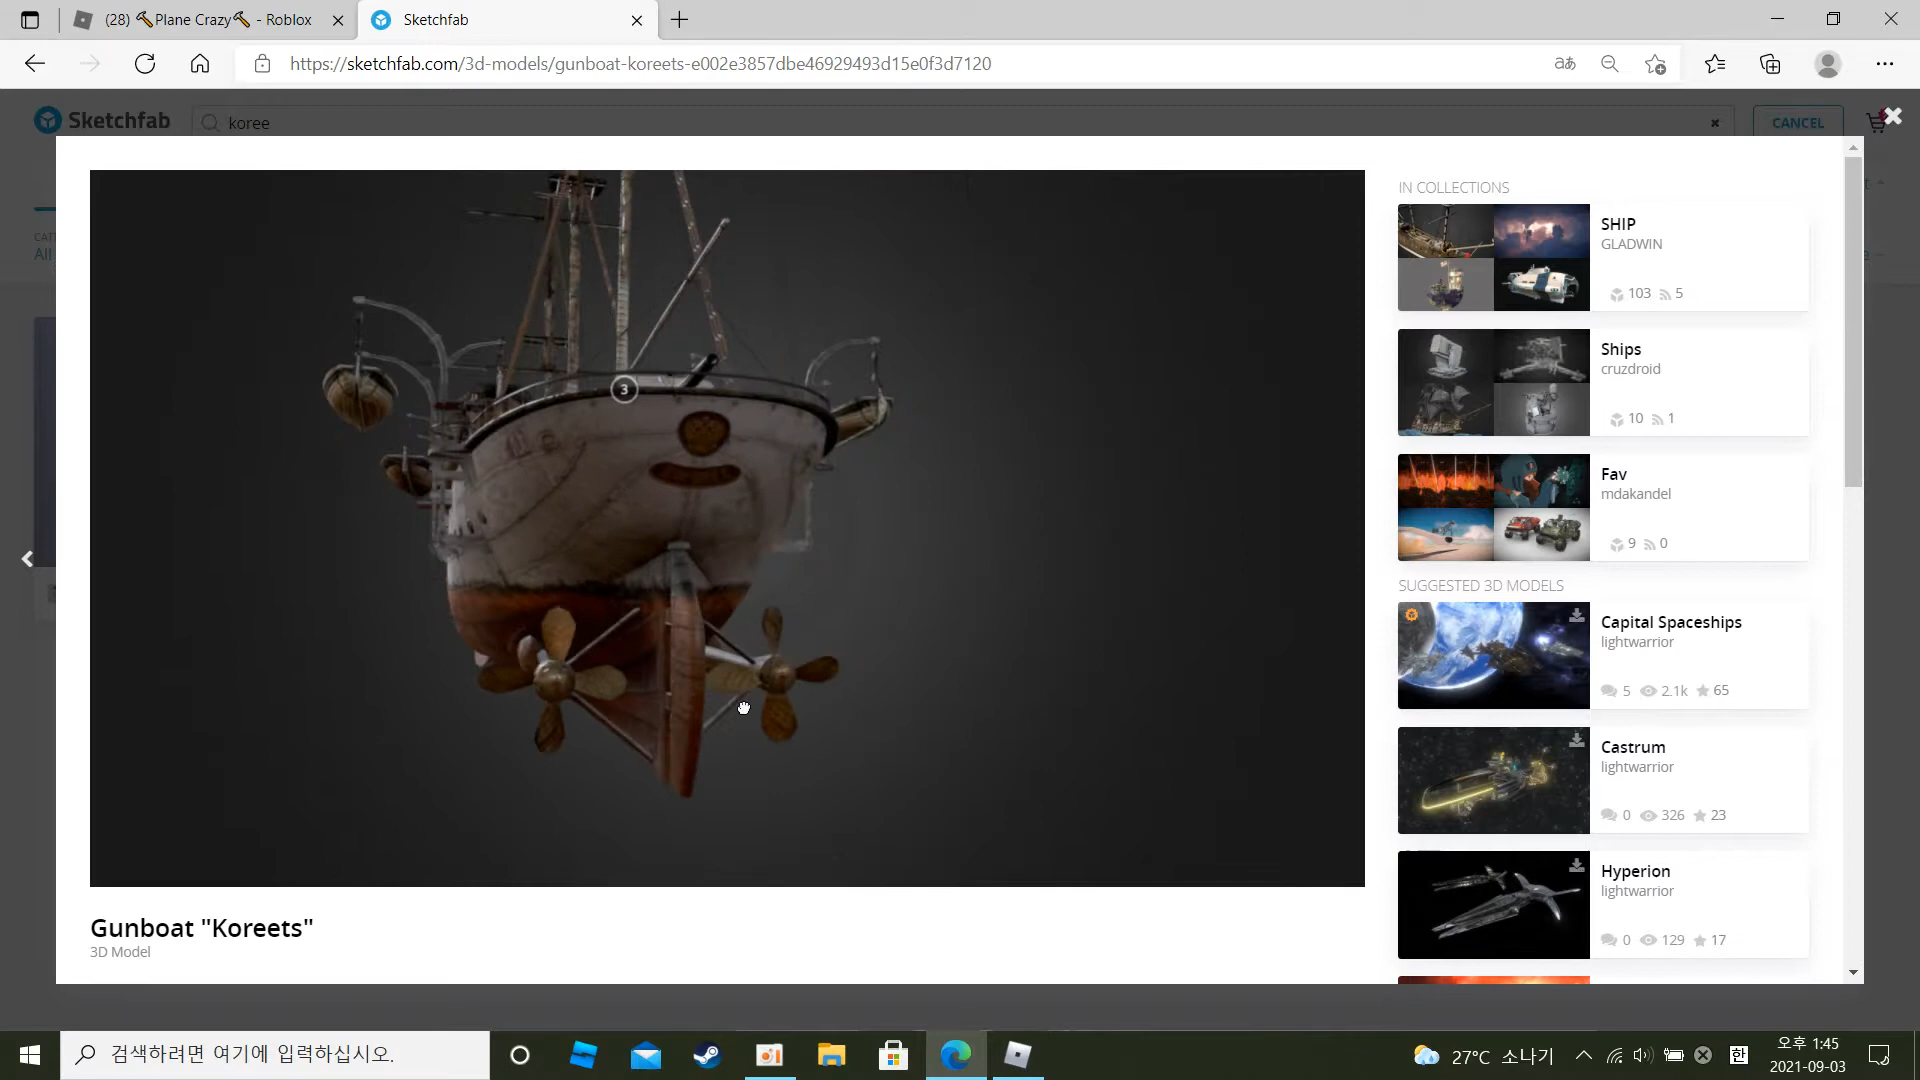 (28) 🔨Plane Crazy🔨 - Roblox
Sketchfab
https://sketchfab.com/3d-models/gunboat-koreets-e002e3857dbe46929493d15e0f3d7120
あ
Sketchfab
koree
CANCEL
All
3
Gunboat "Koreets"
3D Model
IN COLLECTIONS
SHIP
GLADWIN
103 5
Ships
cruzdroid
10 1
Fav
mdakandel
9 0
SUGGESTED 3D MODELS
Capital Spaceships
lightwarrior
5 2.1k 65
Castrum
lightwarrior
0 326 23
Hyperion
lightwarrior
0 129 17
검색하려면 여기에 입력하십시오.
27°C 소나기
한
오후 1:45
2021-09-03